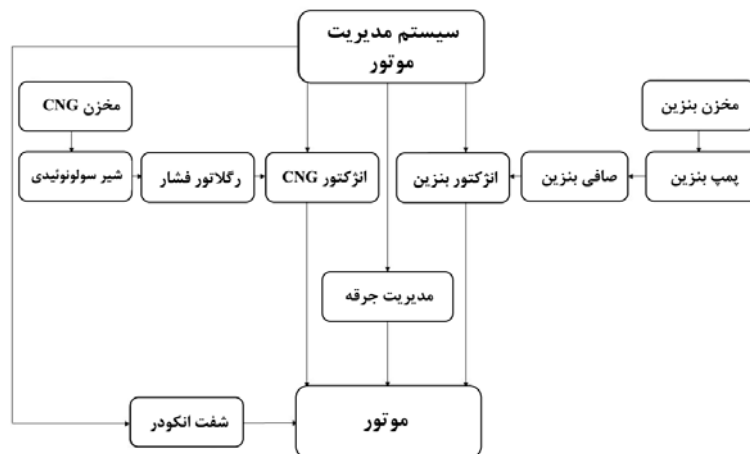 سیستم مدیریت
موتور
مخزن بنزین
مخزن CNG
پمپ بنزین
صافی بنزین
انژکتور بنزین
انژکتور CNG
رگلاتور فشار
شیر سولونوئیدی
مدیریت جرقه
موتور
شفت انکودر